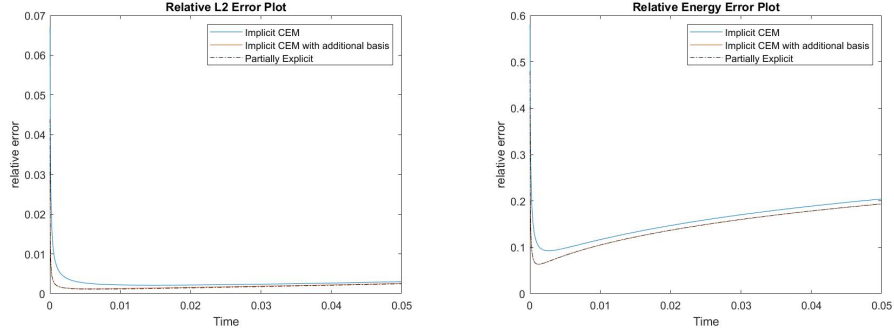 Relative L2 Error Plot
0.07
0.06
0.05
0.04
0.03
0.02
0.01
0
relative error
Implicit CEM
Implicit CEM with additional basis
Partially Explicit
0
0.01
0.02
0.03
0.04
0.05
Time
Relative Energy Error Plot
0.6
0.5
0.4
0.3
0.2
0.1
0
relative error
Implicit CEM
Implicit CEM with additional basis
Partially Explicit
0
0.01
0.02
0.03
0.04
0.05
Time